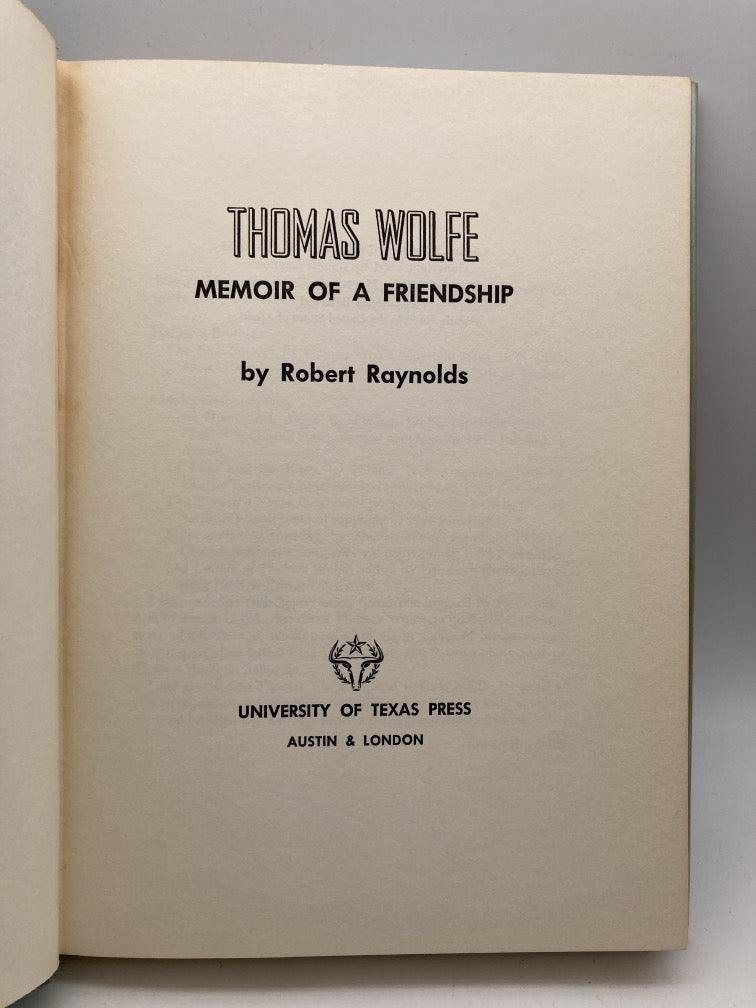 THOMAS WOLFE
MEMOIR OF A FRIENDSHIP
by Robert Raynolds
UNIVERSITY OF TEXAS PRESS
AUSTIN & LONDON